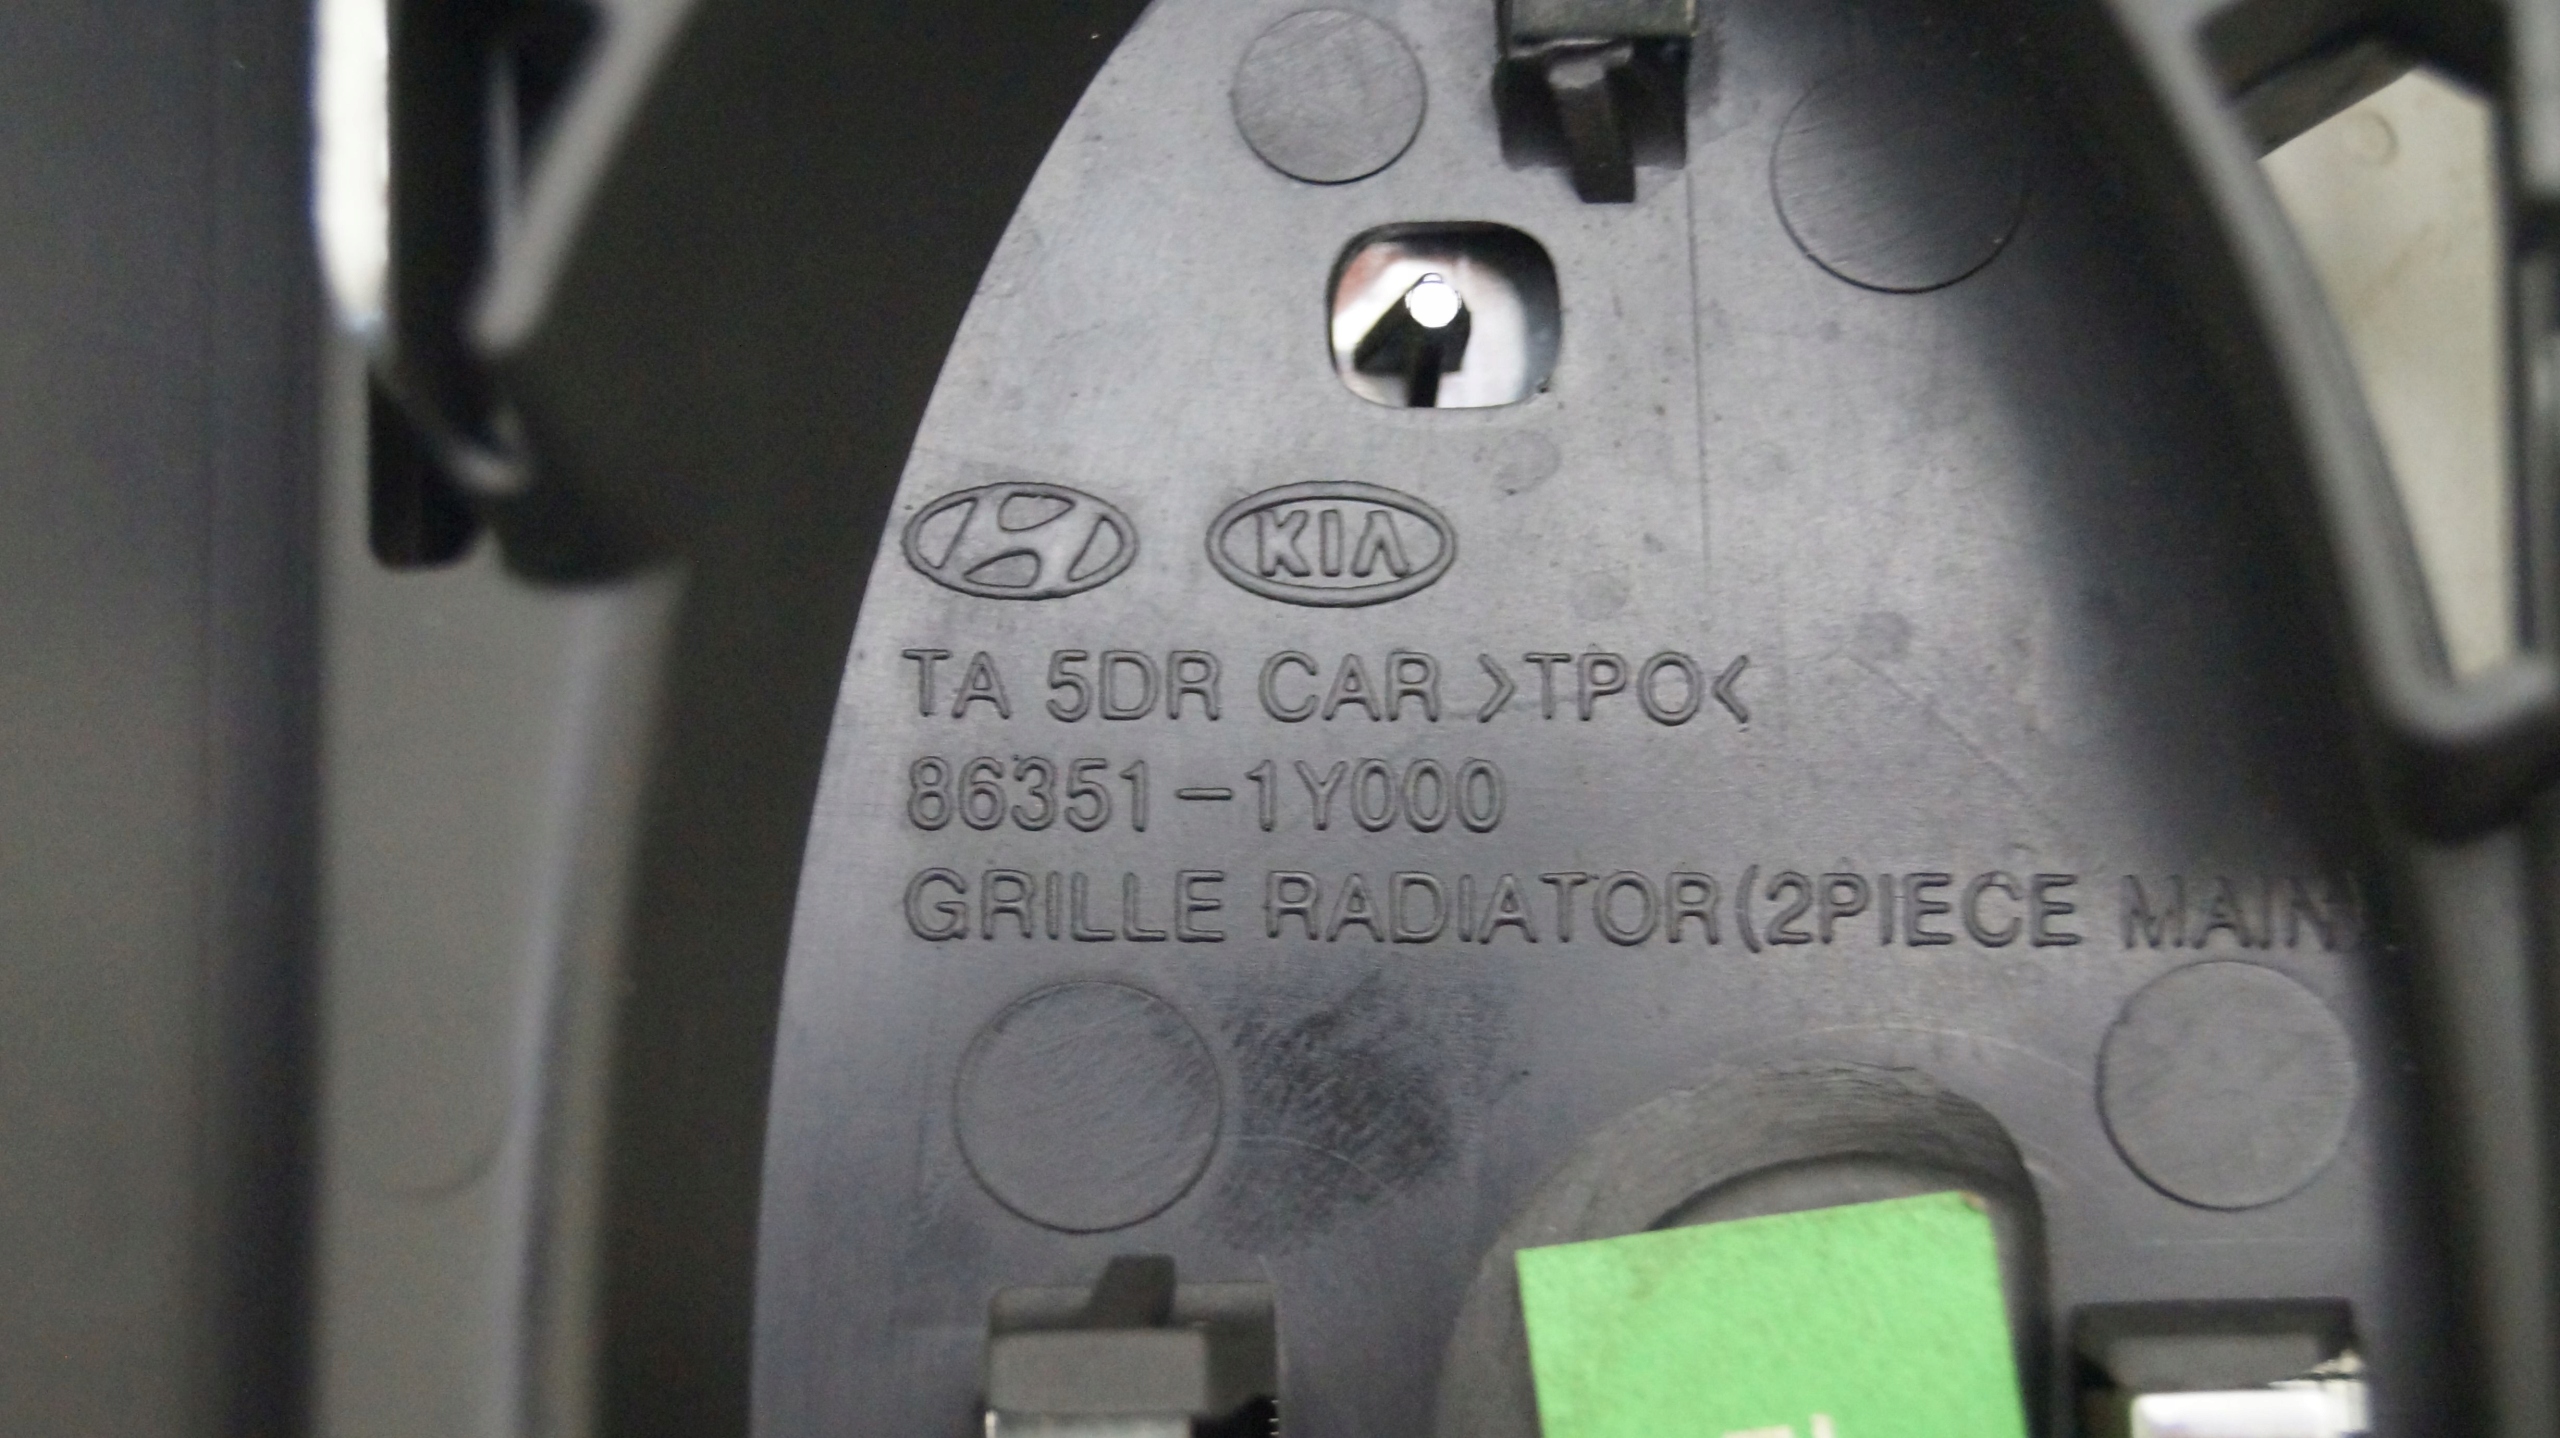 KIA
TA 5DR CAR >TPO<
86351-1Y000
GRILLE RADIATOR(2PIECE MAIN)